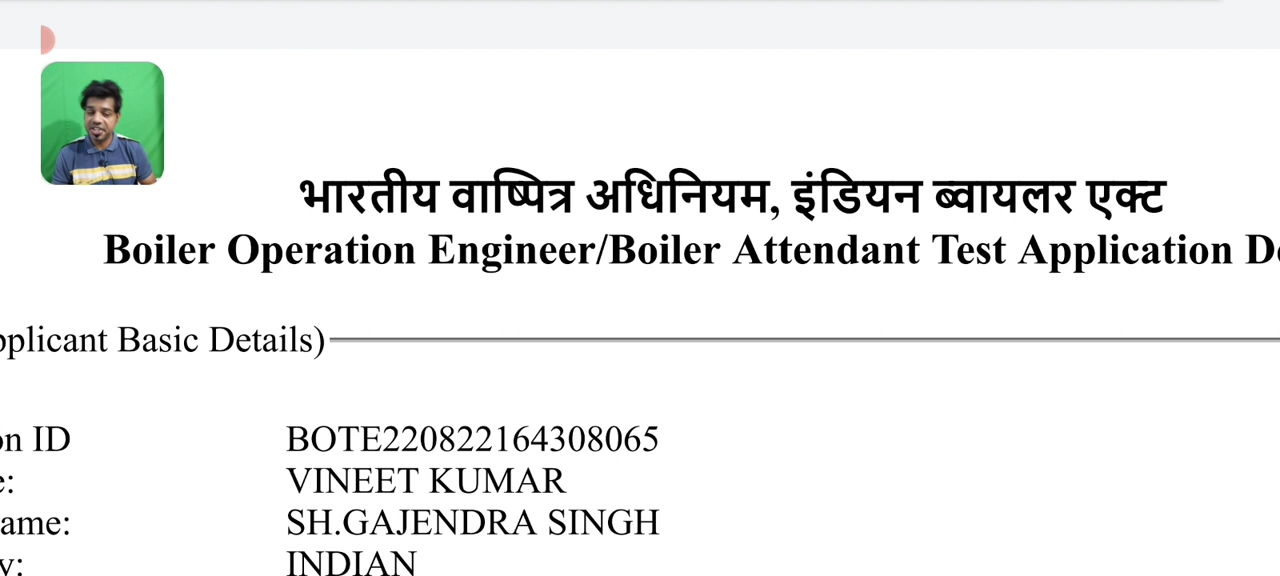 भारतीय वाष्पित्र अधिनियम, इंडियन ब्वायलर एक्ट
Boiler Operation Engineer/Boiler Attendant Test Application
pplicant Basic Details)
on ID BOTE220822164308065
e: VINEET KUMAR
ame: SH.GAJENDRA SINGH
y: INDIAN